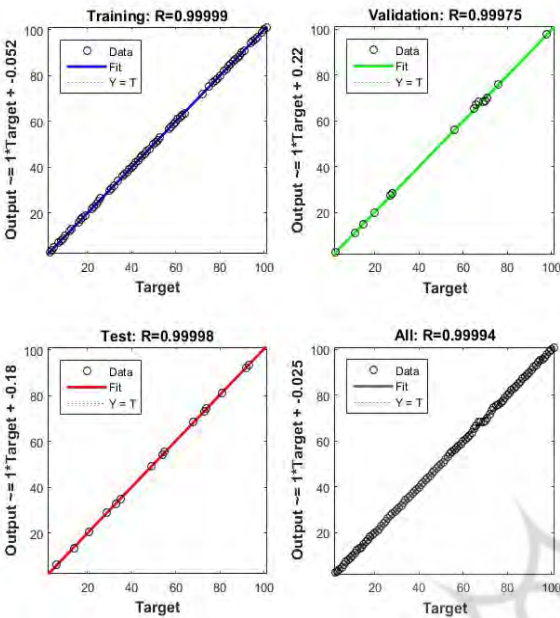 Training: R=0.99999
Output ~= 1*Target + -0.052
100
80
60
40
20
Data
Fit
Y = T
20 40 60 80 100
Target
Validation: R=0.99975
Output ~= 1*Target + 0.22
100
80
60
40
20
Data
Fit
Y = T
20 40 60 80 100
Target
Test: R=0.99998
Output ~= 1*Target + -0.18
100
80
60
40
20
Data
Fit
Y = T
20 40 60 80 100
Target
All: R=0.99994
Output ~= 1*Target + -0.025
100
80
60
40
20
Data
Fit
Y = T
20 40 60 80 100
Target